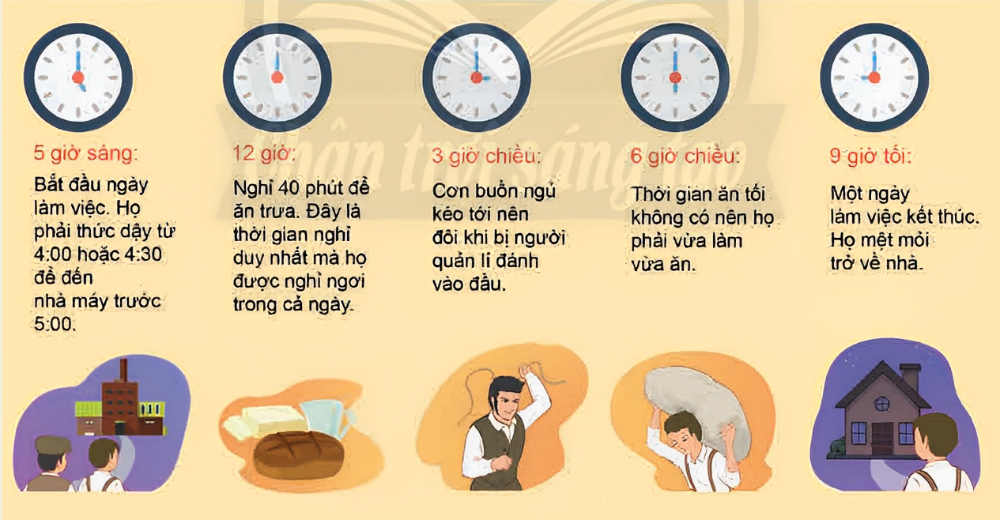 Chân trời sáng tạo
5 giờ sáng:
Bắt đầu ngày
làm việc. Họ
phải thức dậy từ
4:00 hoặc 4:30
để đến
nhà máy trước
5:00.
12 giờ:
Nghỉ 40 phút để
ăn trưa. Đây là
thời gian nghỉ
duy nhất mà họ
được nghỉ ngơi
trong cả ngày.
3 giờ chiều:
Cơn buồn ngủ
kéo tới nên
đôi khi bị người
quản lí đánh
vào đầu.
6 giờ chiều:
Thời gian ăn tối
không có nên họ
phải vừa làm
vừa ăn.
9 giờ tối:
Một ngày
làm việc kết thúc.
Họ mệt mỏi
trở về nhà.